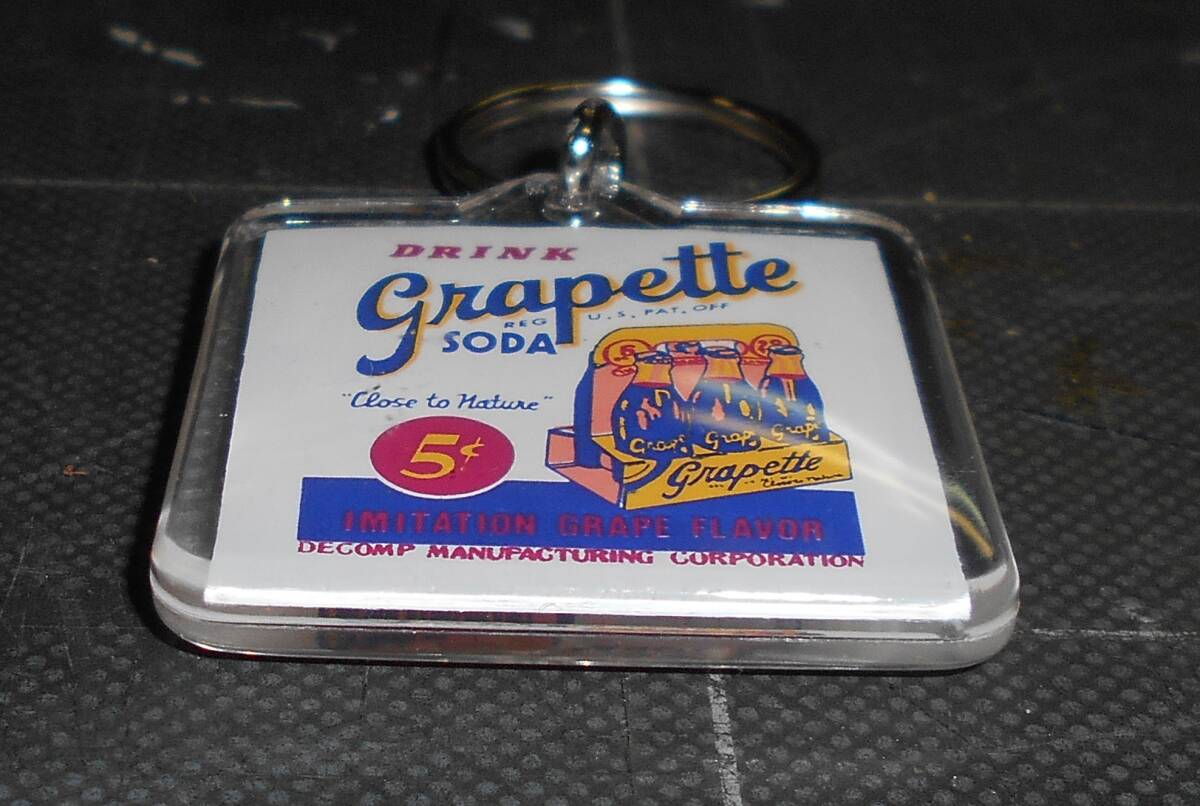 DRINK
Grapette
REG U.S. PAT. OFF
SODA
"Close to Nature"
5¢
Grapette
IMITATION GRAPE FLAVOR
DECOMP MANUFACTURING CORPORATION